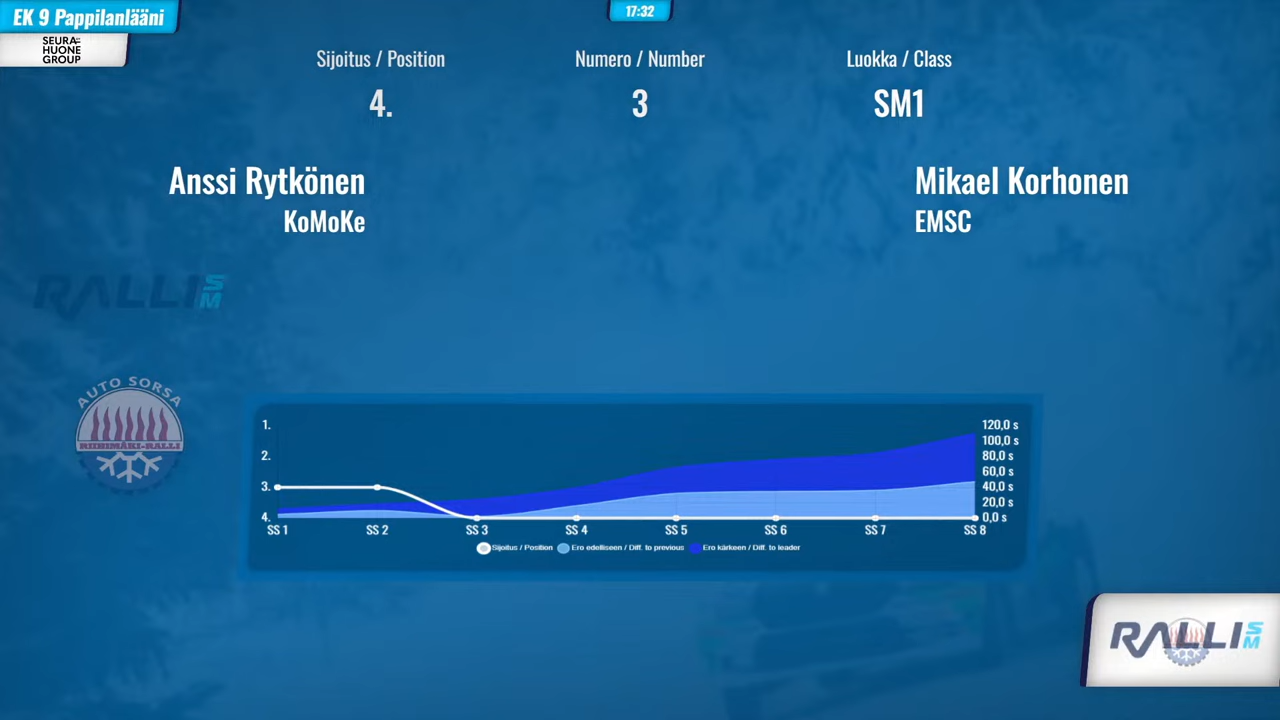 EK 9 Pappilanlääni
17:32
SEURA-
HUONE
GROUP
Sijoitus / Position
Numero / Number
Luokka / Class
4.
3
SM1
Anssi Rytkönen
Mikael Korhonen
KoMoKe
EMSC
RALLI SM
AUTO SORSA
RIIHIMÄKI-RALLI
1.
2.
3.
4.
120,0 s
100,0 s
80,0 s
60,0 s
40,0 s
20,0 s
0,0 s
SS 1
SS 2
SS 3
SS 4
SS 5
SS 6
SS 7
SS 8
Sijoitus / Position
Ero edelliseen / Diff. to previous
Ero kärkeen / Diff. to leader
RALLI SM